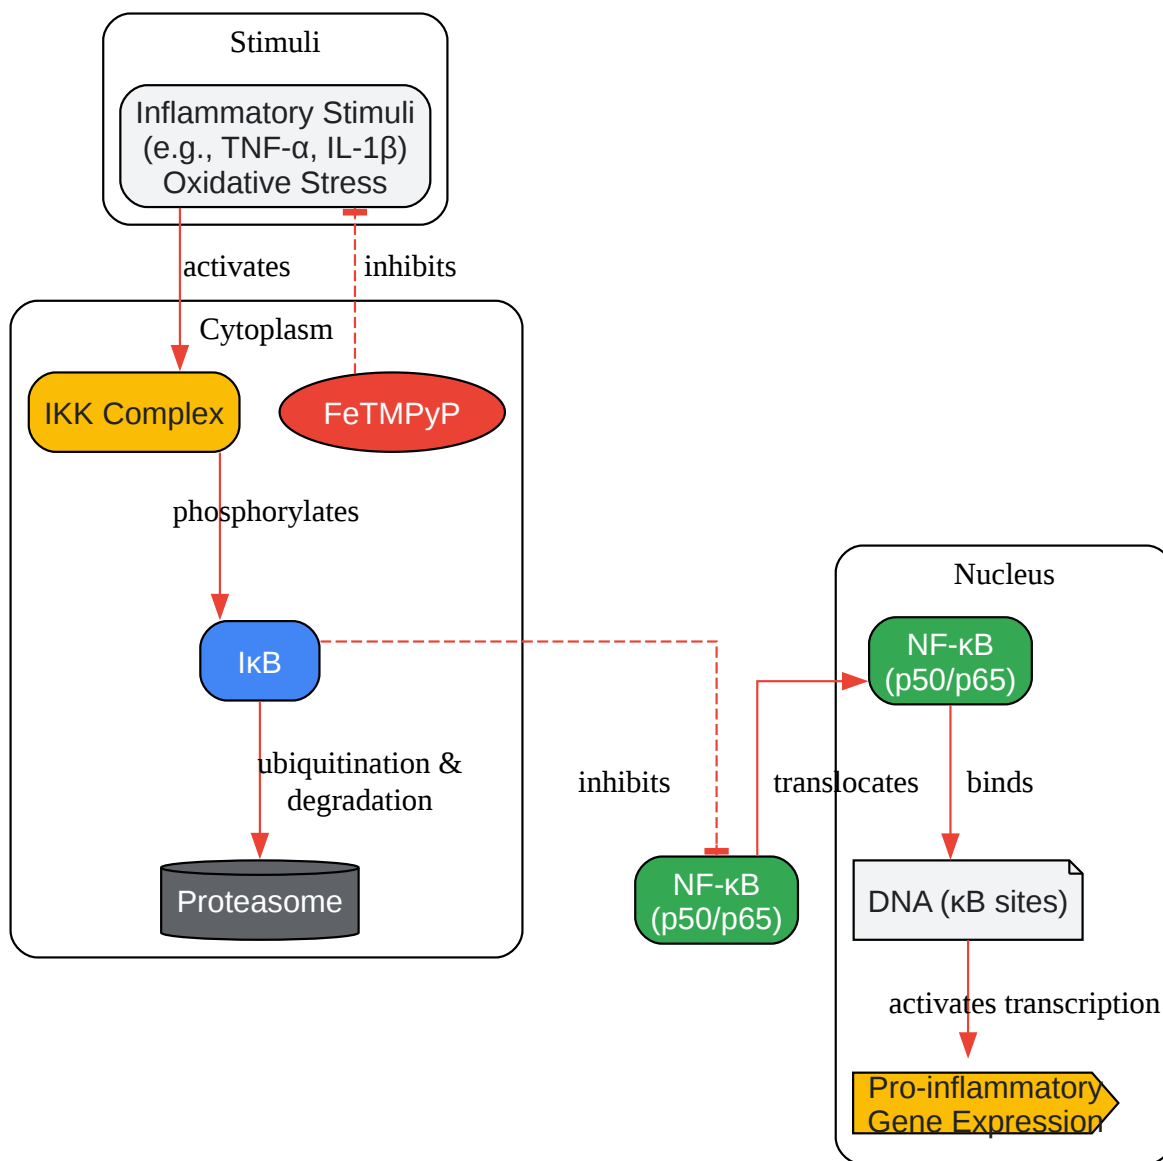 Stimuli
Inflammatory Stimuli
(e.g., TNF-α, IL-1β)
Oxidative Stress
activates
inhibits
Cytoplasm
IKK Complex
FeTMPyP
phosphorylates
Nucleus
NF-κB
(p50/p65)
IκB
ubiquitination &
degradation
inhibits
translocates
binds
Proteasome
NF-κB
(p50/p65)
DNA (κB sites)
activates transcription
Pro-inflammatory
Gene Expression